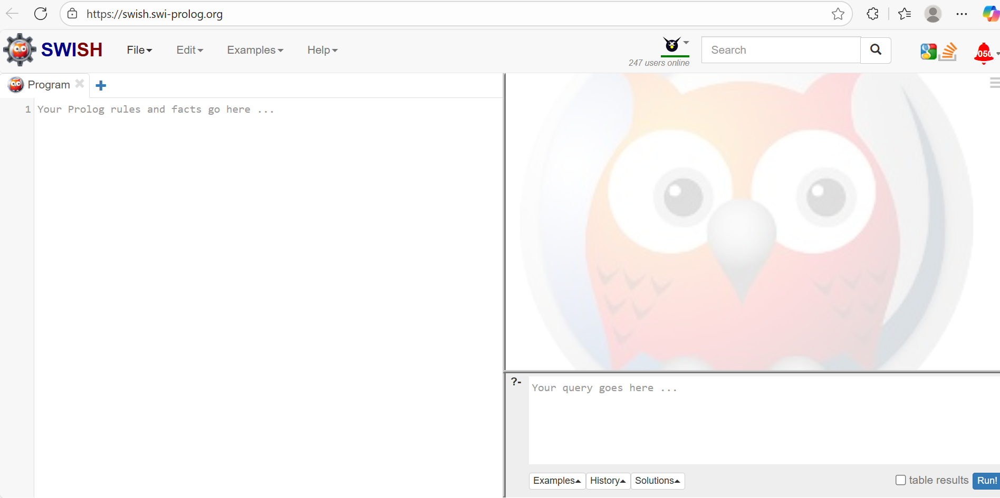 https://swish.swi-prolog.org
SWISH File Edit Examples Help
247 users online
Search
Program
1 Your Prolog rules and facts go here ...
?- Your query goes here ...
Examples History Solutions table results Run!